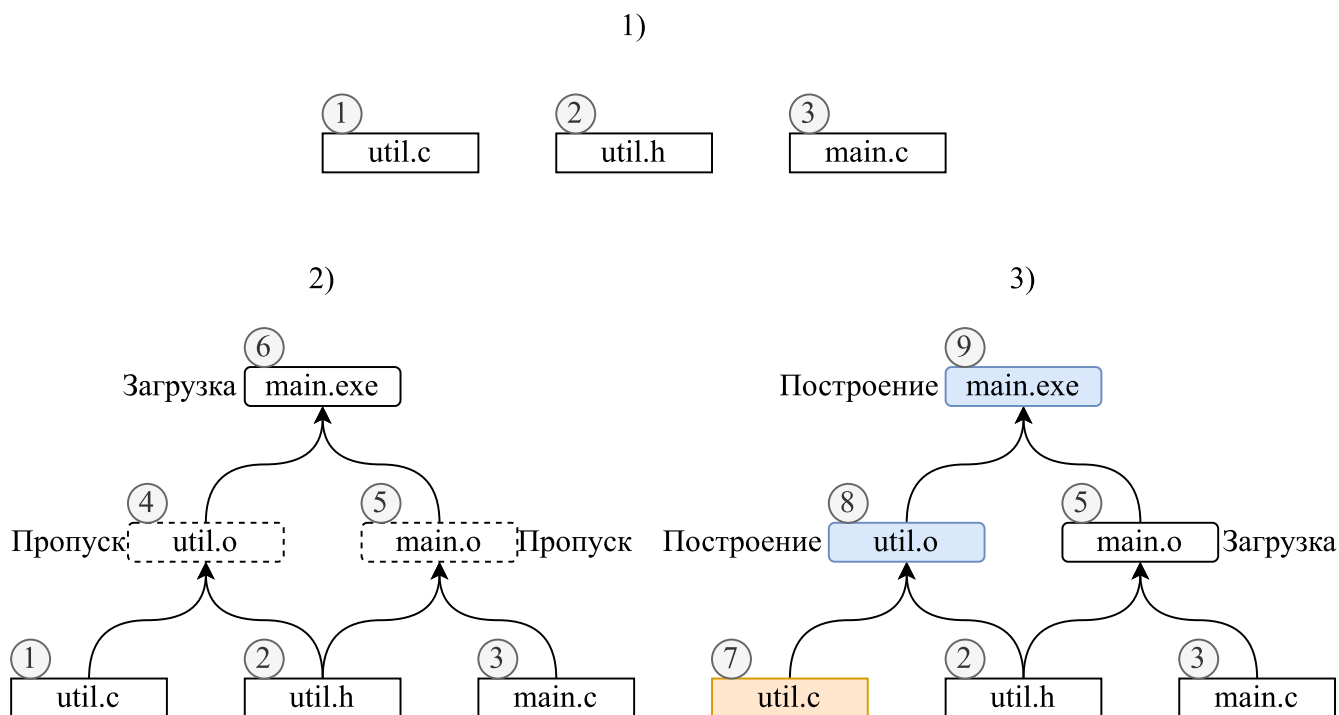 1)
1 2 3
util.c util.h main.c
2) 3)
6 9
Загрузка main.exe Построение main.exe
4 5 8 5
Пропуск util.o main.o Пропуск Построение util.o main.o Загрузка
1 2 3 7 2 3
util.c util.h main.c util.c util.h main.c